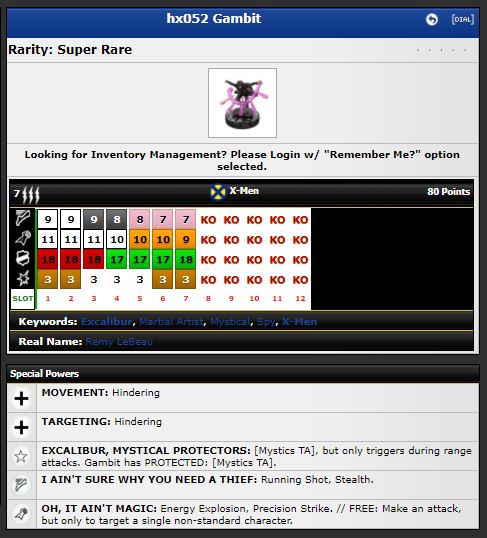 hx052 Gambit
[DIAL]
Rarity: Super Rare
Looking for Inventory Management? Please Login w/ "Remember Me?" option
selected.
7 X-Men 80 Points
9 9 9 8 8 7 7 KO KO KO KO KO
11 11 11 10 10 10 9 KO KO KO KO KO
18 18 18 17 17 17 18 KO KO KO KO KO
3 3 3 3 3 3 3 KO KO KO KO KO
SLOT 1 2 3 4 5 6 7 8 9 10 11 12
Keywords: Excalibur, Martial Artist, Mystical, Spy, X-Men
Real Name: Remy LeBeau
Special Powers
MOVEMENT: Hindering
TARGETING: Hindering
EXCALIBUR, MYSTICAL PROTECTORS: [Mystics TA], but only triggers during range
attacks. Gambit has PROTECTED: [Mystics TA].
I AIN'T SURE WHY YOU NEED A THIEF: Running Shot, Stealth.
OH, IT AIN'T MAGIC: Energy Explosion, Precision Strike. // FREE: Make an attack,
but only to target a single non-standard character.